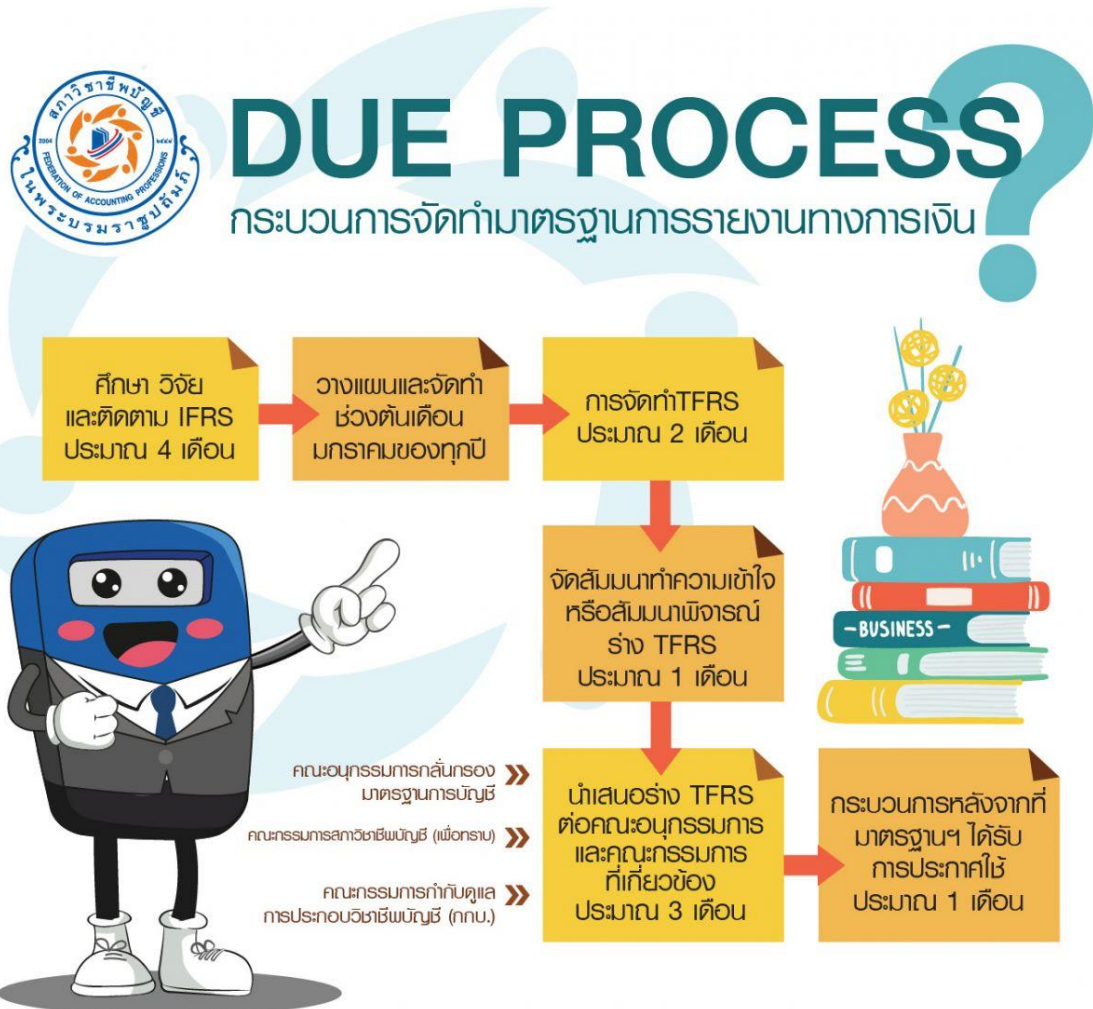 สภาวิชาชีพบัญชี
2004
๒๕๔๗
FEDERATION OF ACCOUNTING PROFESSIONS
ในพระบรมราชูปถัมภ์
DUE PROCESS?
กระบวนการจัดทำมาตรฐานการรายงานทางการเงิน
ศึกษา วิจัย
และติดตาม IFRS
ประมาณ 4 เดือน
วางแผนและจัดทำ
ช่วงต้นเดือน
มกราคมของทุกปี
การจัดทำTFRS
ประมาณ 2 เดือน
จัดสัมมนาทำความเข้าใจ
หรือสัมมนาพิจารณ์
ร่าง TFRS
ประมาณ 1 เดือน
-BUSINESS-
คณะอนุกรรมการกลั่นกรอง
มาตรฐานการบัญชี
คณะกรรมการสภาวิชาชีพบัญชี (เพื่อทราบ)
คณะกรรมการกำกับดูแล
การประกอบวิชาชีพบัญชี (กกบ.)
นำเสนอร่าง TFRS
ต่อคณะอนุกรรมการ
และคณะกรรมการ
ที่เกี่ยวข้อง
ประมาณ 3 เดือน
กระบวนการหลังจากที่
มาตรฐานฯ ได้รับ
การประกาศใช้
ประมาณ 1 เดือน